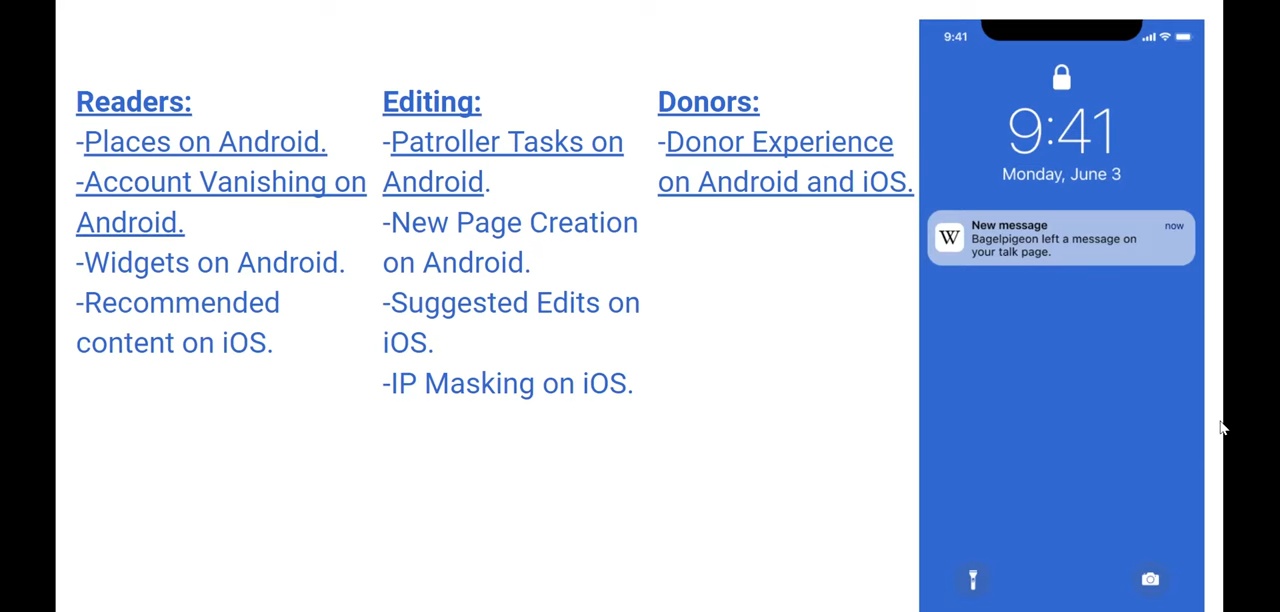 Readers:
-Places on Android.
-Account Vanishing on
Android.
-Widgets on Android.
-Recommended
content on iOS.
Editing:
-Patroller Tasks on
Android.
-New Page Creation
on Android.
-Suggested Edits on
iOS.
-IP Masking on iOS.
Donors:
-Donor Experience
on Android and iOS.
9:41
9:41
Monday, June 3
W
New message
now
Bagelpigeon left a message on
your talk page.